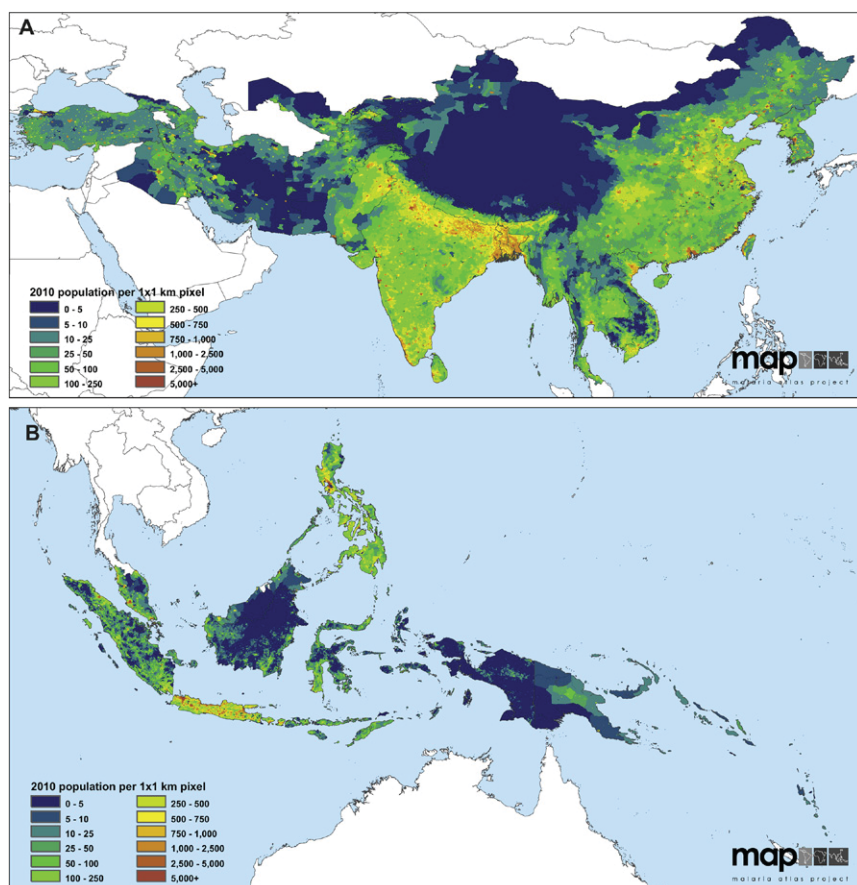 A
2010 population per 1x1 km pixel
0 - 5
5 - 10
10 - 25
25 - 50
50 - 100
100 - 250
250 - 500
500 - 750
750 - 1,000
1,000 - 2,500
2,500 - 5,000
5,000+
map
malaria atlas project
B
2010 population per 1x1 km pixel
0 - 5
5 - 10
10 - 25
25 - 50
50 - 100
100 - 250
250 - 500
500 - 750
750 - 1,000
1,000 - 2,500
2,500 - 5,000
5,000+
map
malaria atlas project